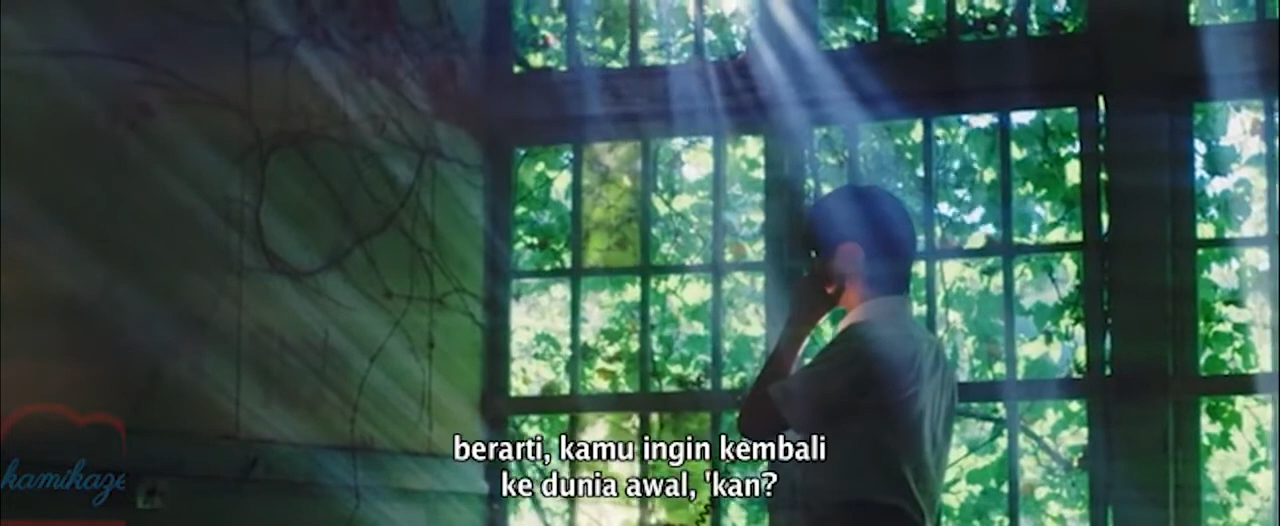 berarti, kamu ingin kembali
ke dunia awal, 'kan?
kamikaze